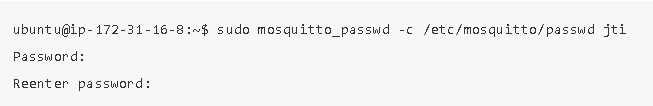 ubuntu@ip-172-31-16-8:~$ sudo mosquitto_passwd -c /etc/mosquitto/passwd jti
Password:
Reenter password: